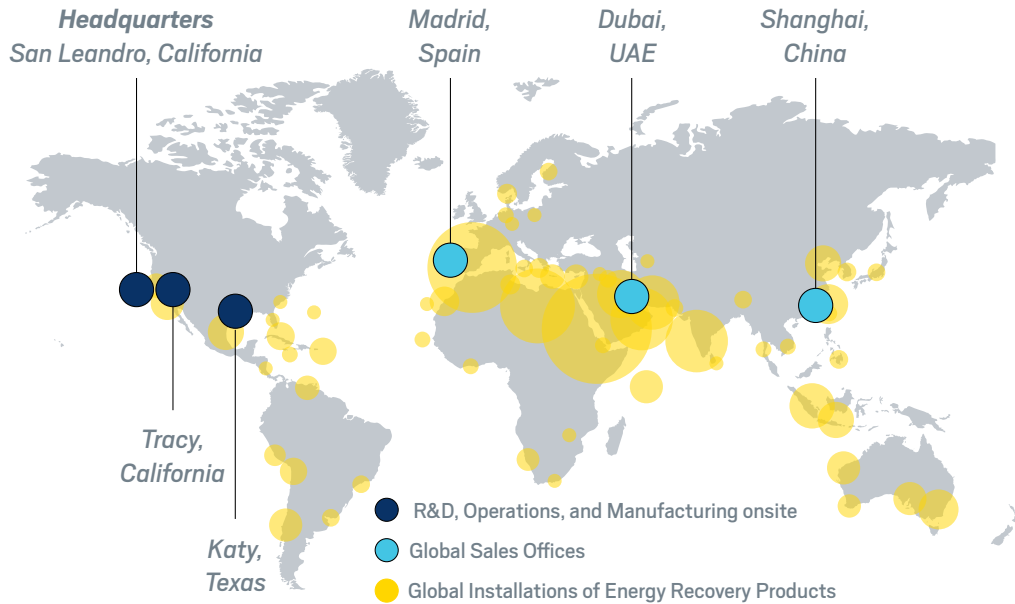 Headquarters
San Leandro, California
Madrid,
Spain
Dubai,
UAE
Shanghai,
China
Tracy,
California
Katy,
Texas
R&D, Operations, and Manufacturing onsite
Global Sales Offices
Global Installations of Energy Recovery Products